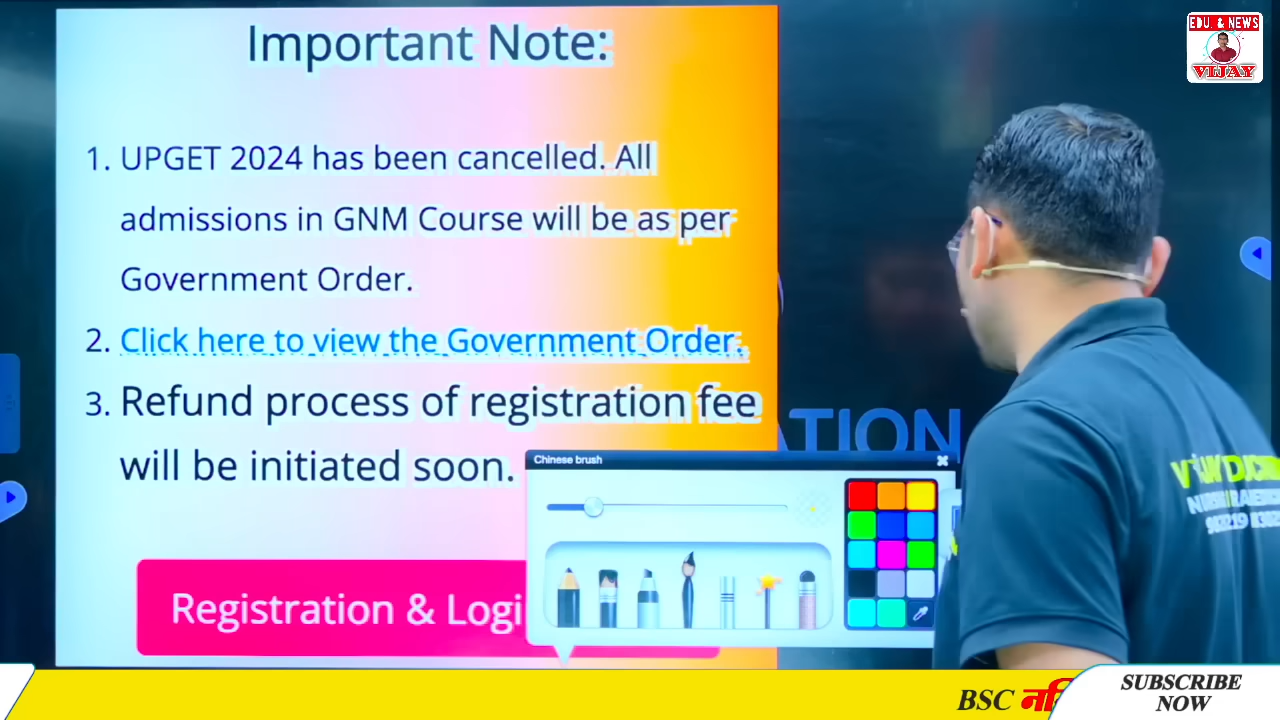 EDU. & NEWS
VIJAY
Important Note:
1. UPGET 2024 has been cancelled. All
admissions in GNM Course will be as per
Government Order.
2. Click here to view the Government Order.
3. Refund process of registration fee
will be initiated soon.
ATION
Chinese brush
Registration & Logi
BSC
SUBSCRIBE
NOW